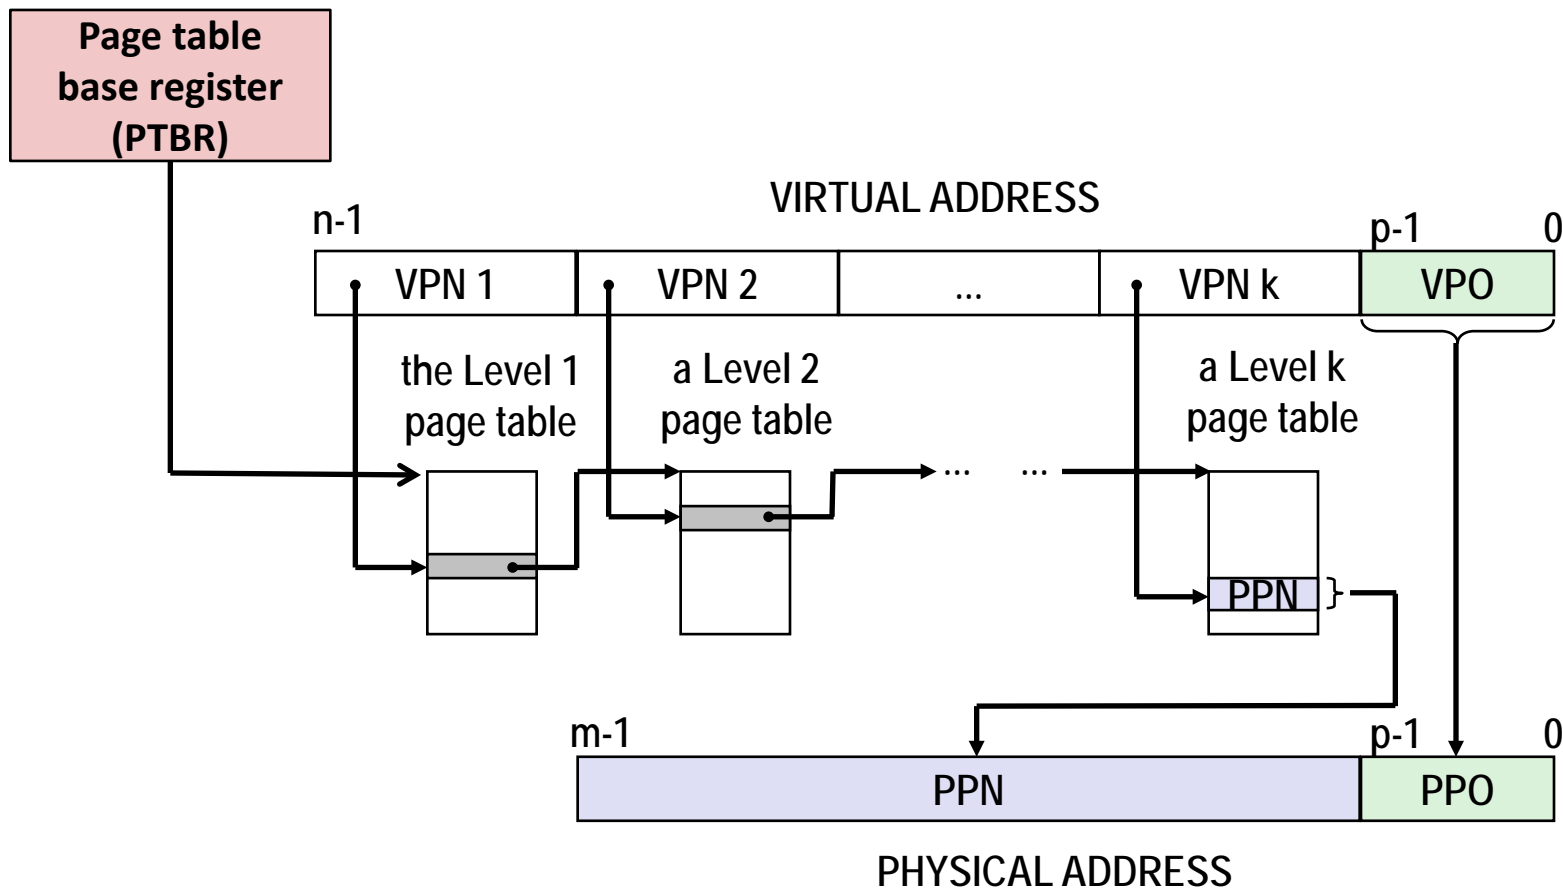 Page table
base register
(PTBR)
VIRTUAL ADDRESS
n-1
p-1
0
VPN 1
VPN 2
...
VPN k
VPO
the Level 1
page table
a Level 2
page table
a Level k
page table
...
...
PPN
m-1
p-1
0
PPN
PPO
PHYSICAL ADDRESS